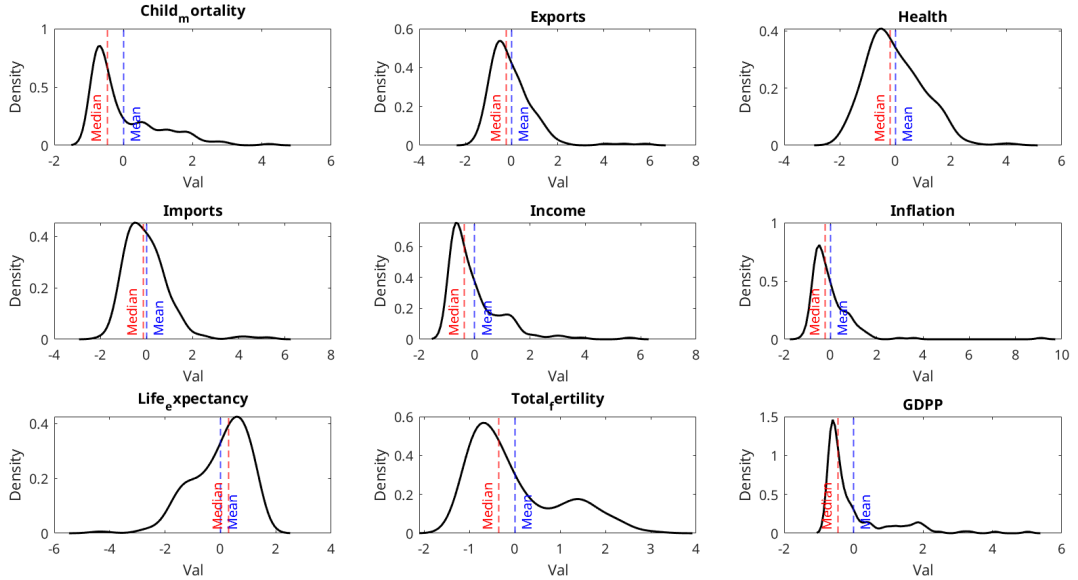 Child_mortality
1
0.5
0
Density
Median
Mean
-2 0 2 4 6
Val
Exports
0.6
0.4
0.2
0
Density
Median
Mean
-4 -2 0 2 4 6 8
Val
Health
0.4
0.2
0
Density
Median
Mean
-4 -2 0 2 4 6
Val
Imports
0.4
0.2
0
Density
Median
Mean
-4 -2 0 2 4 6 8
Val
Income
0.6
0.4
0.2
0
Density
Median
Mean
-2 0 2 4 6 8
Val
Inflation
1
0.5
0
Density
Median
Mean
-2 0 2 4 6 8 10
Val
Life_expectancy
0.4
0.2
0
Density
Median
Mean
-6 -4 -2 0 2 4
Val
Total_fertility
0.6
0.4
0.2
0
Density
Median
Mean
-2 -1 0 1 2 3 4
Val
GDPP
1.5
1
0.5
0
Density
Median
Mean
-2 0 2 4 6
Val